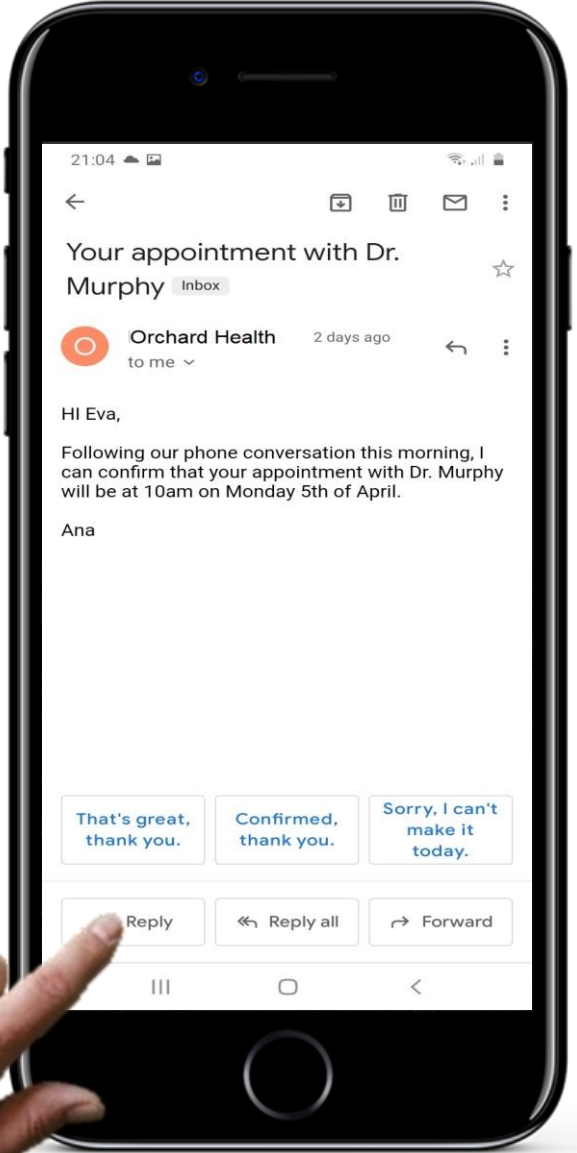 21:04
Your appointment with Dr.
Murphy Inbox
O Orchard Health 2 days ago
to me
HI Eva,
Following our phone conversation this morning, I
can confirm that your appointment with Dr. Murphy
will be at 10am on Monday 5th of April.
Ana
That's great,
thank you.
Confirmed,
thank you.
Sorry, I can't
make it
today.
Reply Reply all Forward